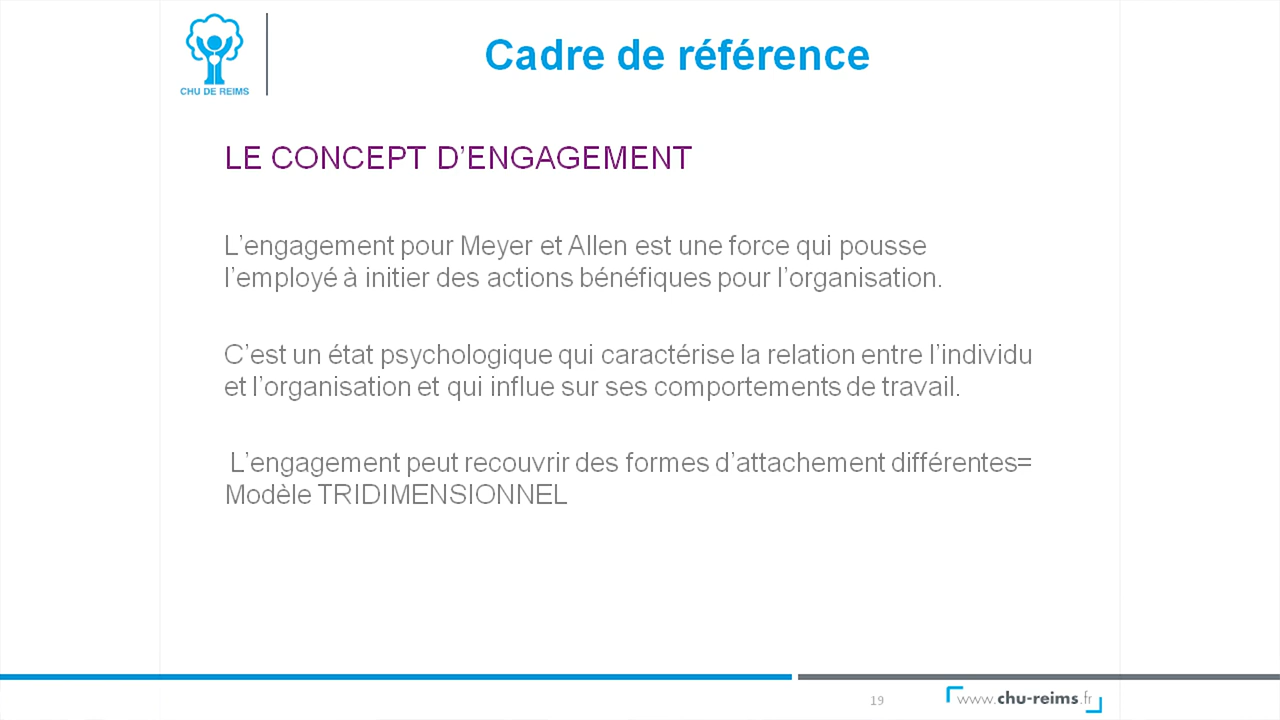 CHU DE REIMS
Cadre de référence
LE CONCEPT D’ENGAGEMENT
L’engagement pour Meyer et Allen est une force qui pousse
l’employé à initier des actions bénéfiques pour l’organisation.
C’est un état psychologique qui caractérise la relation entre l’individu
et l’organisation et qui influe sur ses comportements de travail.
L’engagement peut recouvrir des formes d’attachement différentes=
Modèle TRIDIMENSIONNEL
19
www.chu-reims.fr